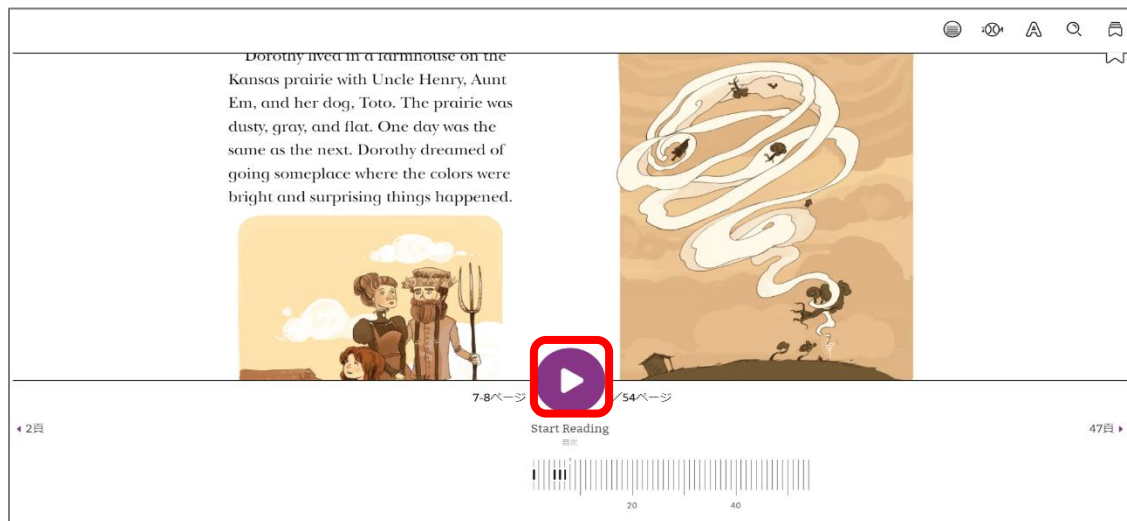 Dorothy lived in a farmhouse on the
Kansas prairie with Uncle Henry, Aunt
Em, and her dog, Toto. The prairie was
dusty, gray, and flat. One day was the
same as the next. Dorothy dreamed of
going someplace where the colors were
bright and surprising things happened.
7-8ページ
/54ページ
2頁
Start Reading
47頁
目次
20
40